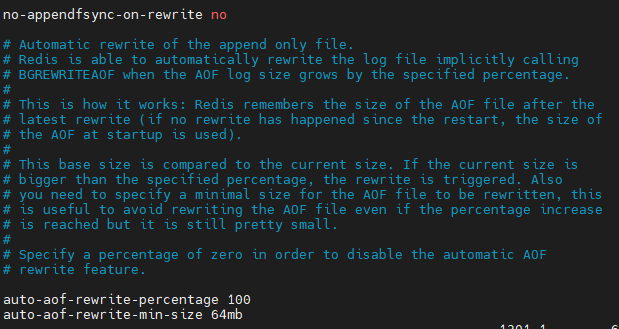 no-appendfsync-on-rewrite no
# Automatic rewrite of the append only file.
# Redis is able to automatically rewrite the log file implicitly calling
# BGREWRITEAOF when the AOF log size grows by the specified percentage.
#
# This is how it works: Redis remembers the size of the AOF file after the
# latest rewrite (if no rewrite has happened since the restart, the size of
# the AOF at startup is used).
#
# This base size is compared to the current size. If the current size is
# bigger than the specified percentage, the rewrite is triggered. Also
# you need to specify a minimal size for the AOF file to be rewritten, this
# is useful to avoid rewriting the AOF file even if the percentage increase
# is reached but it is still pretty small.
#
# Specify a percentage of zero in order to disable the automatic AOF
# rewrite feature.
auto-aof-rewrite-percentage 100
auto-aof-rewrite-min-size 64mb